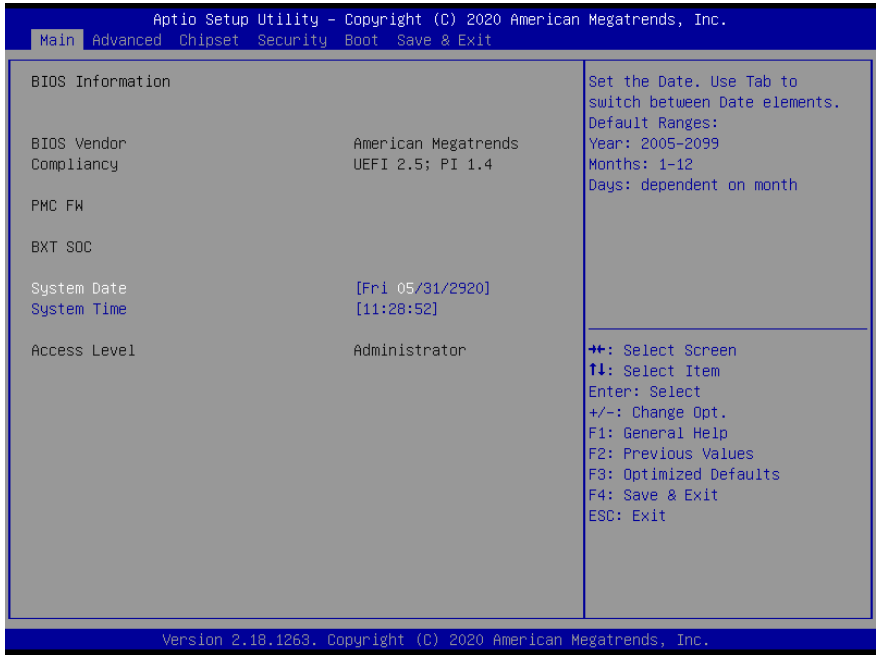 Aptio Setup Utility – Copyright (C) 2020 American Megatrends, Inc.
Main Advanced Chipset Security Boot Save & Exit
BIOS Information
BIOS Vendor American Megatrends
Compliancy UEFI 2.5; PI 1.4
PMC FW
BXT SOC
System Date [Fri 05/31/2920]
System Time [11:28:52]
Access Level Administrator
Set the Date. Use Tab to
switch between Date elements.
Default Ranges:
Year: 2005-2099
Months: 1-12
Days: dependent on month
→←: Select Screen
↑↓: Select Item
Enter: Select
+/-: Change Opt.
F1: General Help
F2: Previous Values
F3: Optimized Defaults
F4: Save & Exit
ESC: Exit
Version 2.18.1263. Copyright (C) 2020 American Megatrends, Inc.